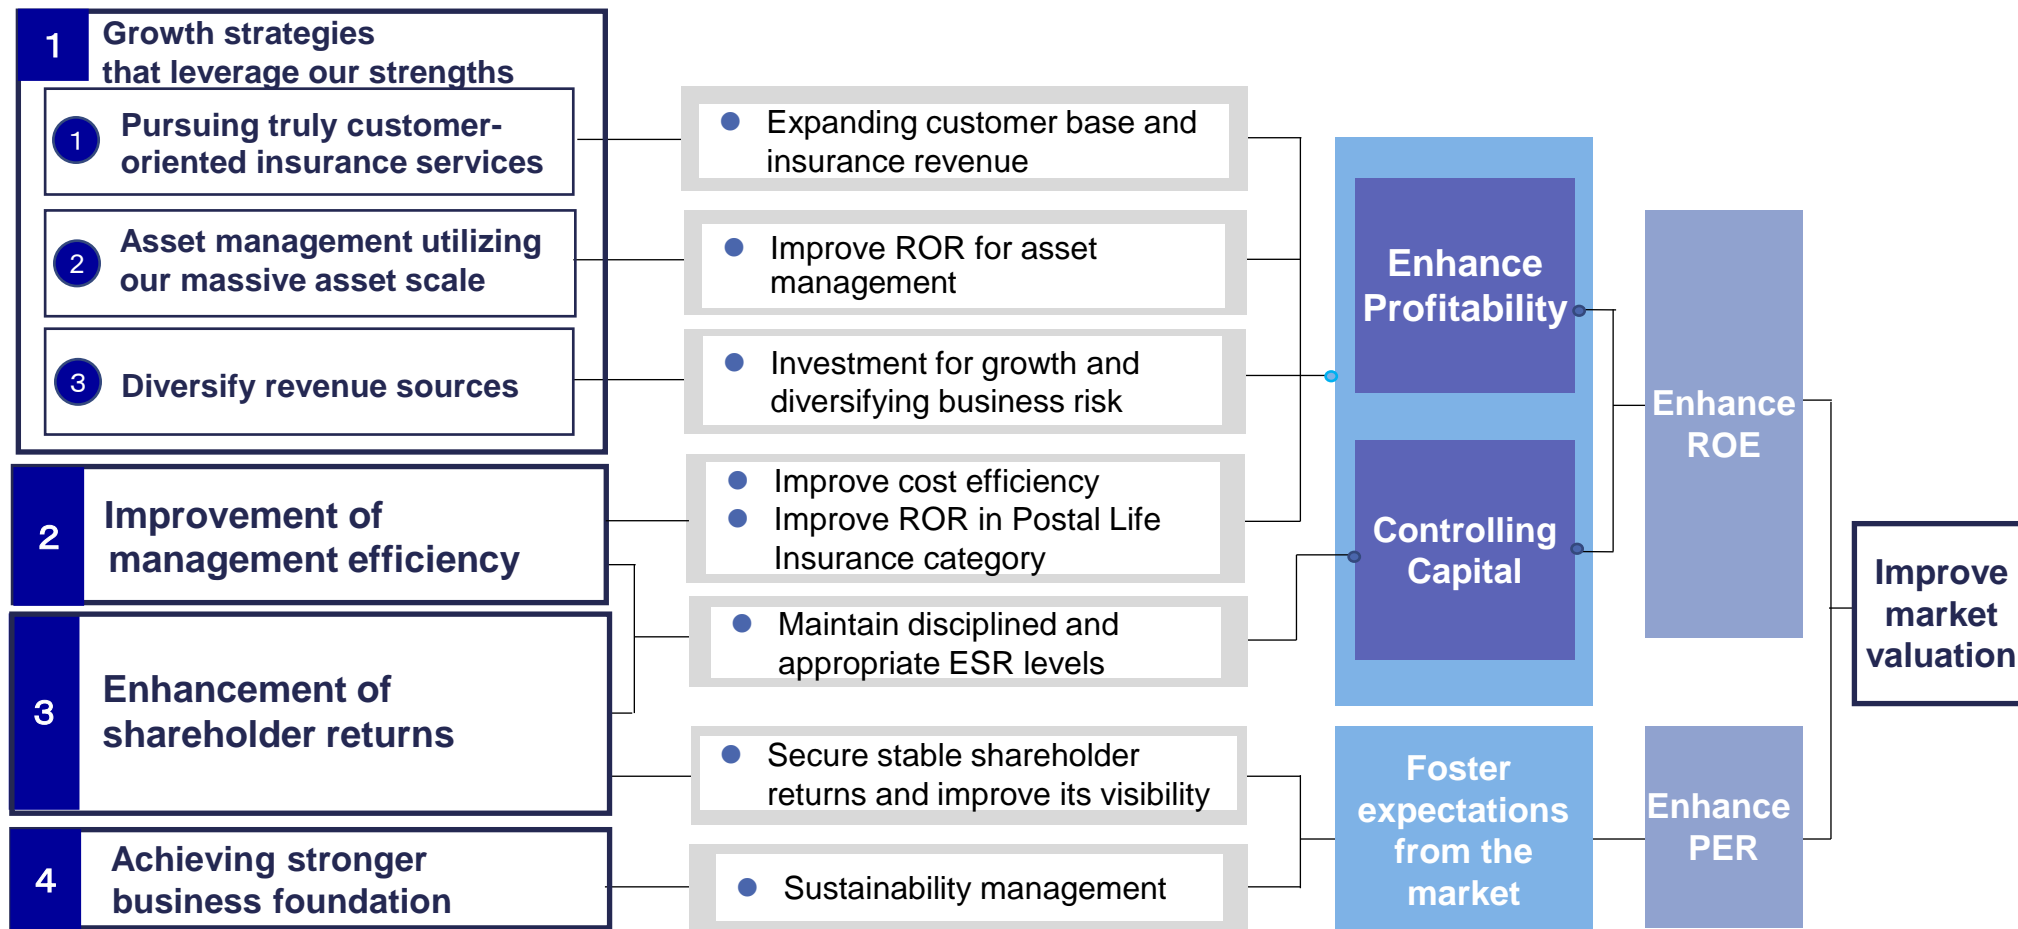 1
Growth strategies
that leverage our strengths
1
Pursuing truly customer-
oriented insurance services
2
Asset management utilizing
our massive asset scale
3
Diversify revenue sources
2
Improvement of
management efficiency
3
Enhancement of
shareholder returns
4
Achieving stronger
business foundation
● Expanding customer base and
insurance revenue
● Improve ROR for asset
management
● Investment for growth and
diversifying business risk
● Improve cost efficiency
● Improve ROR in Postal Life
Insurance category
● Maintain disciplined and
appropriate ESR levels
● Secure stable shareholder
returns and improve its visibility
● Sustainability management
Enhance
Profitability
Controlling
Capital
Foster
expectations
from the
market
Enhance
ROE
Enhance
PER
Improve
market
valuation